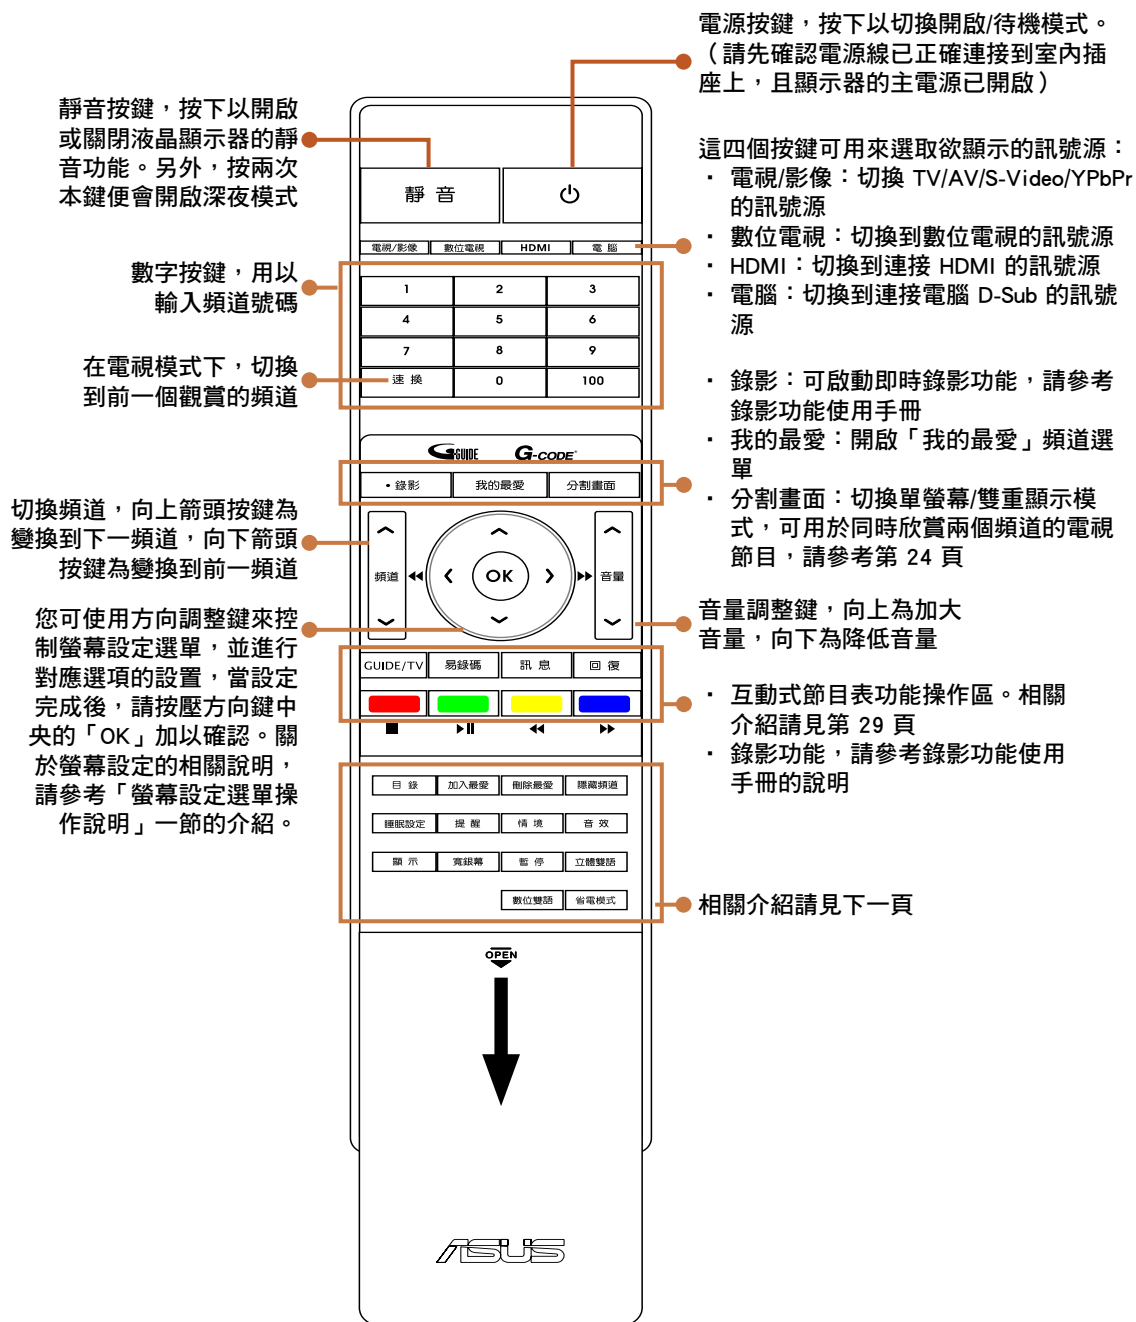 電源按鍵，按下以切換開啟/待機模式。
（請先確認電源線已正確連接到室內插
座上，且顯示器的主電源已開啟）
靜音按鍵，按下以開啟
或關閉液晶顯示器的靜
音功能。另外，按兩次
本鍵便會開啟深夜模式
這四個按鍵可用來選取欲顯示的訊號源：
・ 電視/影像：切換 TV/AV/S-Video/YPbPr
的訊號源
・ 數位電視：切換到數位電視的訊號源
・ HDMI：切換到連接 HDMI 的訊號源
・ 電腦：切換到連接電腦 D-Sub 的訊號
源
靜 音
電視/影像 數位電視 HDMI 電 腦
數字按鍵，用以
輸入頻道號碼
1 2 3
4 5 6
7 8 9
速 換 0 100
在電視模式下，切換
到前一個觀賞的頻道
・ 錄影：可啟動即時錄影功能，請參考
錄影功能使用手冊
・ 我的最愛：開啟「我的最愛」頻道選
單
・ 分割畫面：切換單螢幕/雙重顯示模
式，可用於同時欣賞兩個頻道的電視
節目，請參考第 24 頁
G-GUIDE G-CODE®
・錄影 我的最愛 分割畫面
切換頻道，向上箭頭按鍵為
變換到下一頻道，向下箭頭
按鍵為變換到前一頻道
頻道 OK 音量
您可使用方向調整鍵來控
制螢幕設定選單，並進行
對應選項的設置，當設定
完成後，請按壓方向鍵中
央的「OK」加以確認。關
於螢幕設定的相關說明，
請參考「螢幕設定選單操
作說明」一節的介紹。
音量調整鍵，向上為加大
音量，向下為降低音量
GUIDE/TV 易錄碼 訊 息 回 復
・ 互動式節目表功能操作區。相關
介紹請見第 29 頁
・ 錄影功能，請參考錄影功能使用
手冊的說明
目 錄 加入最愛 刪除最愛 隱藏頻道
睡眠設定 提 醒 情 境 音 效
顯 示 寬銀幕 暫 停 立體雙語
數位雙語 省電模式
相關介紹請見下一頁
OPEN
ASUS